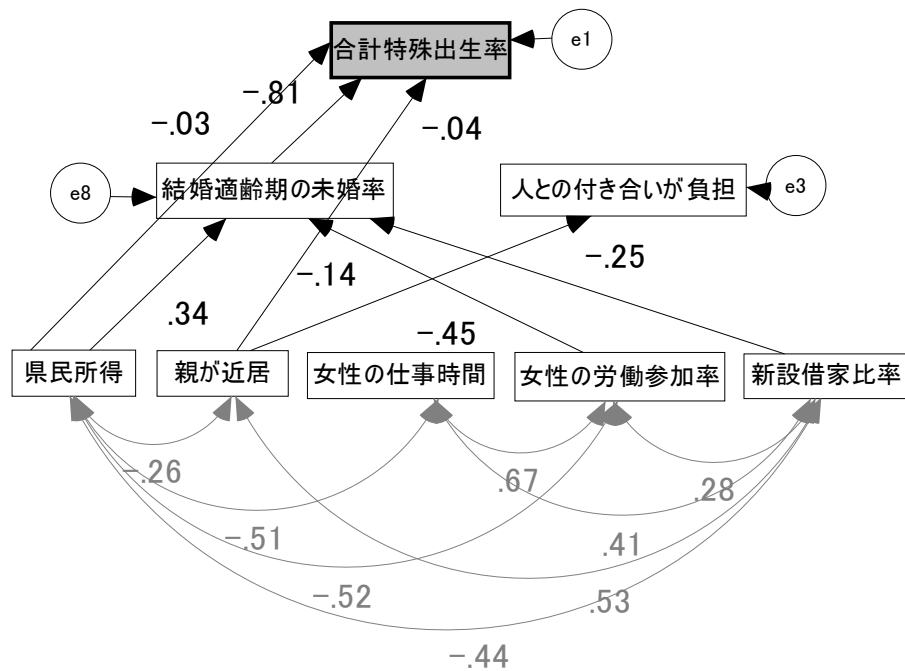 合計特殊出生率
e1
-.81
-.03
-.04
結婚適齢期の未婚率
e8
人との付き合いが負担
e3
-.25
-.14
.34
-.45
県民所得
親が近居
女性の仕事時間
女性の労働参加率
新設借家比率
-.26
.67
.28
-.51
.41
-.52
.53
-.44